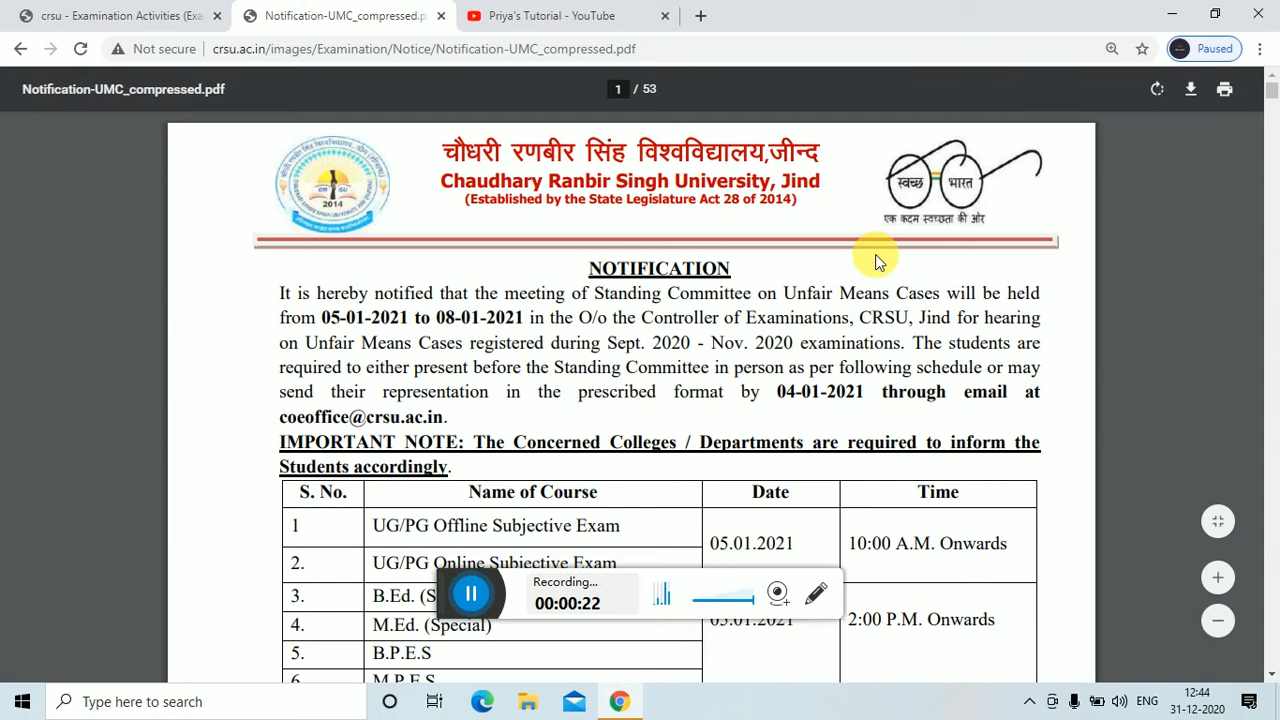 crsu - Examination Activities (Exa
Notification-UMC_compressed.p
Priya's Tutorial - YouTube
Not secure
crsu.ac.in/images/Examination/Notice/Notification-UMC_compressed.pdf
Paused
Notification-UMC_compressed.pdf
1 / 53
चौधरी रणबीर सिंह विश्वविद्यालय,जीन्द
Chaudhary Ranbir Singh University, Jind
(Established by the State Legislature Act 28 of 2014)
CRSU
2014
स्वच्छ भारत
एक कदम स्वच्छता की ओर
NOTIFICATION
It is hereby notified that the meeting of Standing Committee on Unfair Means Cases will be held
from 05-01-2021 to 08-01-2021 in the O/o the Controller of Examinations, CRSU, Jind for hearing
on Unfair Means Cases registered during Sept. 2020 - Nov. 2020 examinations. The students are
required to either present before the Standing Committee in person as per following schedule or may
send their representation in the prescribed format by 04-01-2021 through email at
coeoffice@crsu.ac.in.
IMPORTANT NOTE: The Concerned Colleges / Departments are required to inform the
Students accordingly.
S. No. Name of Course Date Time
1 UG/PG Offline Subjective Exam
05.01.2021 10:00 A.M. Onwards
2. UG/PG Online Subjective Exam
3. B.Ed. (S
4. M.Ed. (Special)
05.01.2021 2:00 P.M. Onwards
5. B.P.E.S
6. M.P.E.S
Recording...
00:00:22
Type here to search
ENG
12:44
31-12-2020